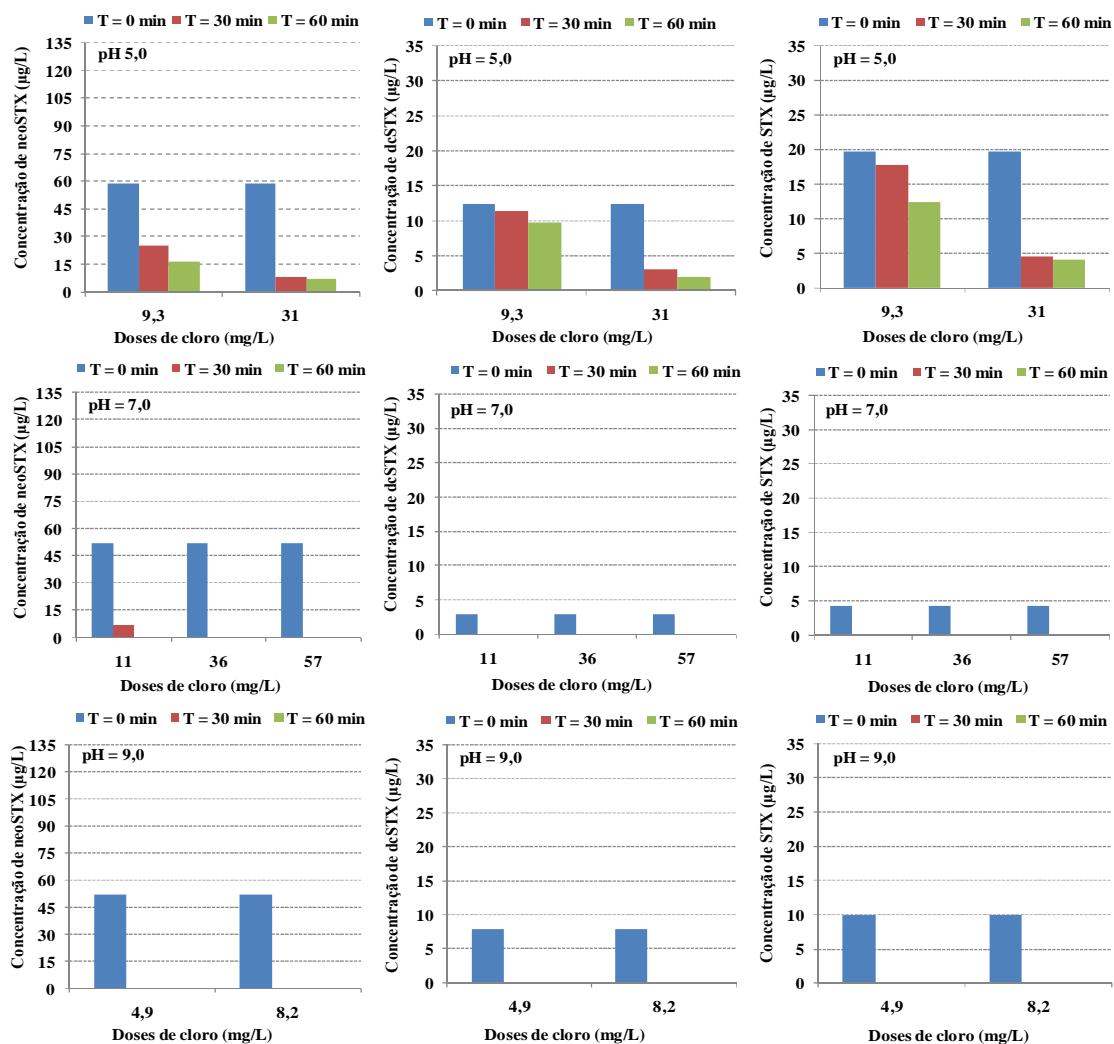 T = 0 min T = 30 min T = 60 min
Concentração de neoSTX (µg/L)
135
120
105
90
75
60
45
30
15
0
pH 5,0
9,3 31
Doses de cloro (mg/L)
T = 0 min T = 30 min T = 60 min
Concentração de dcSTX (µg/L)
35
30
25
20
15
10
5
0
pH = 5,0
9,3 31
Doses de cloro (mg/L)
T = 0 min T = 30 min T = 60 min
Concentração de STX (µg/L)
35
30
25
20
15
10
5
0
pH = 5,0
9,3 31
Doses de cloro (mg/L)
T = 0 min T = 30 min T = 60 min
Concentração de neoSTX (µg/L)
135
120
105
90
75
60
45
30
15
0
pH = 7,0
11 36 57
Doses de cloro (mg/L)
T = 0 min T = 30 min T = 60 min
Concentração de dcSTX (µg/L)
35
30
25
20
15
10
5
0
pH = 7,0
11 36 57
Doses de cloro (mg/L)
T = 0 min T = 30 min T = 60 min
Concentração de STX (µg/L)
35
30
25
20
15
10
5
0
pH = 7,0
11 36 57
Doses de cloro (mg/L)
T = 0 min T = 30 min T = 60 min
Concentração de neoSTX (µg/L)
135
120
105
90
75
60
45
30
15
0
pH = 9,0
4,9 8,2
Doses de cloro (mg/L)
T = 0 min T = 30 min T = 60 min
Concentração de dcSTX (µg/L)
35
30
25
20
15
10
5
0
pH = 9,0
4,9 8,2
Doses de cloro (mg/L)
T = 0 min T = 30 min T = 60 min
Concentração de STX (µg/L)
35
30
25
20
15
10
5
0
pH = 9,0
4,9 8,2
Doses de cloro (mg/L)